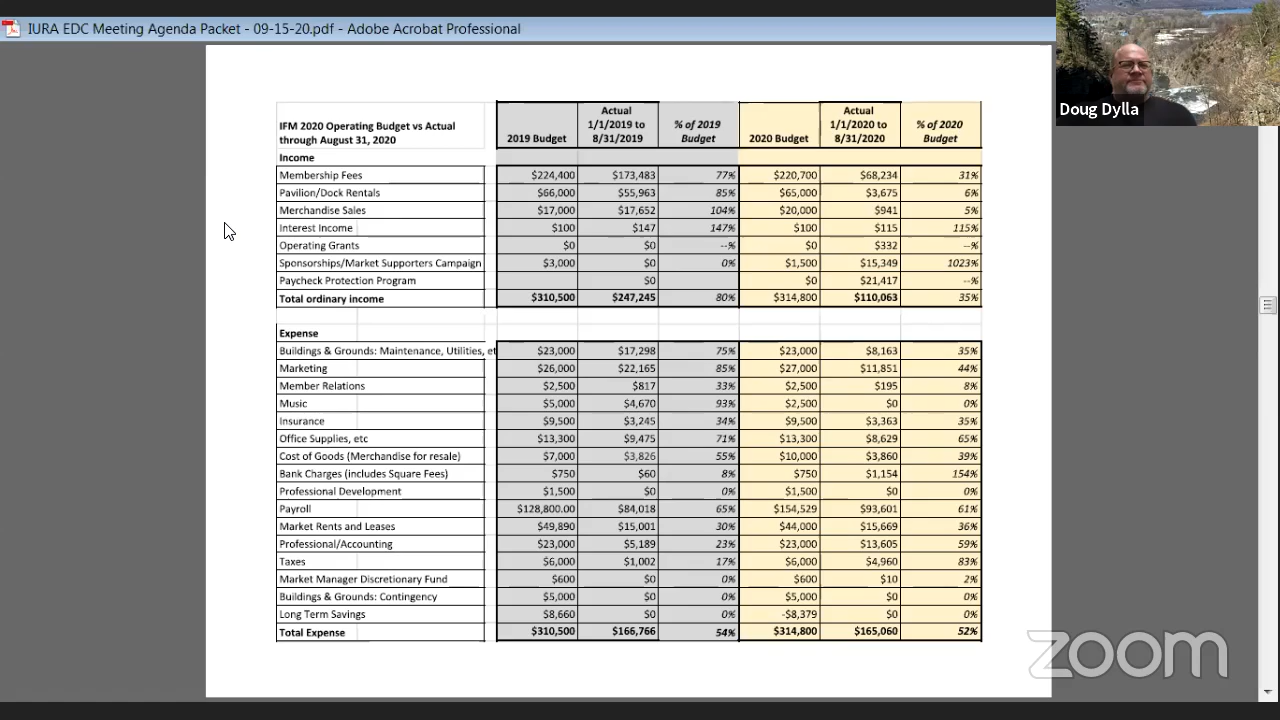 IURA EDC Meeting Agenda Packet - 09-15-20.pdf - Adobe Acrobat Professional
Doug Dylla
IFM 2020 Operating Budget vs Actual through August 31, 2020 2019 Budget Actual 1/1/2019 to 8/31/2019 % of 2019 Budget 2020 Budget Actual 1/1/2020 to 8/31/2020 % of 2020 Budget
Income
Membership Fees $224,400 $173,483 77% $220,700 $68,234 31%
Pavilion/Dock Rentals $66,000 $55,963 85% $65,000 $3,675 6%
Merchandise Sales $17,000 $17,652 104% $20,000 $941 5%
Interest Income $100 $147 147% $100 $115 115%
Operating Grants $0 $0 --% $0 $332 --%
Sponsorships/Market Supporters Campaign $3,000 $0 0% $1,500 $15,349 1023%
Paycheck Protection Program $0 $0 $21,417 --%
Total ordinary income $310,500 $247,245 80% $314,800 $110,063 35%
Expense
Buildings & Grounds: Maintenance, Utilities, et $23,000 $17,298 75% $23,000 $8,163 35%
Marketing $26,000 $22,165 85% $27,000 $11,851 44%
Member Relations $2,500 $817 33% $2,500 $195 8%
Music $5,000 $4,670 93% $2,500 $0 0%
Insurance $9,500 $3,245 34% $9,500 $3,363 35%
Office Supplies, etc $13,300 $9,475 71% $13,300 $8,629 65%
Cost of Goods (Merchandise for resale) $7,000 $3,826 55% $10,000 $3,860 39%
Bank Charges (includes Square Fees) $750 $60 8% $750 $1,154 154%
Professional Development $1,500 $0 0% $1,500 $0 0%
Payroll $128,800.00 $84,018 65% $154,529 $93,601 61%
Market Rents and Leases $49,890 $15,001 30% $44,000 $15,669 36%
Professional/Accounting $23,000 $5,189 23% $23,000 $13,605 59%
Taxes $6,000 $1,002 17% $6,000 $4,960 83%
Market Manager Discretionary Fund $600 $0 0% $600 $10 2%
Buildings & Grounds: Contingency $5,000 $0 0% $5,000 $0 0%
Long Term Savings $8,660 $0 0% -$8,379 $0 0%
Total Expense $310,500 $166,766 54% $314,800 $165,060 52%
zoom